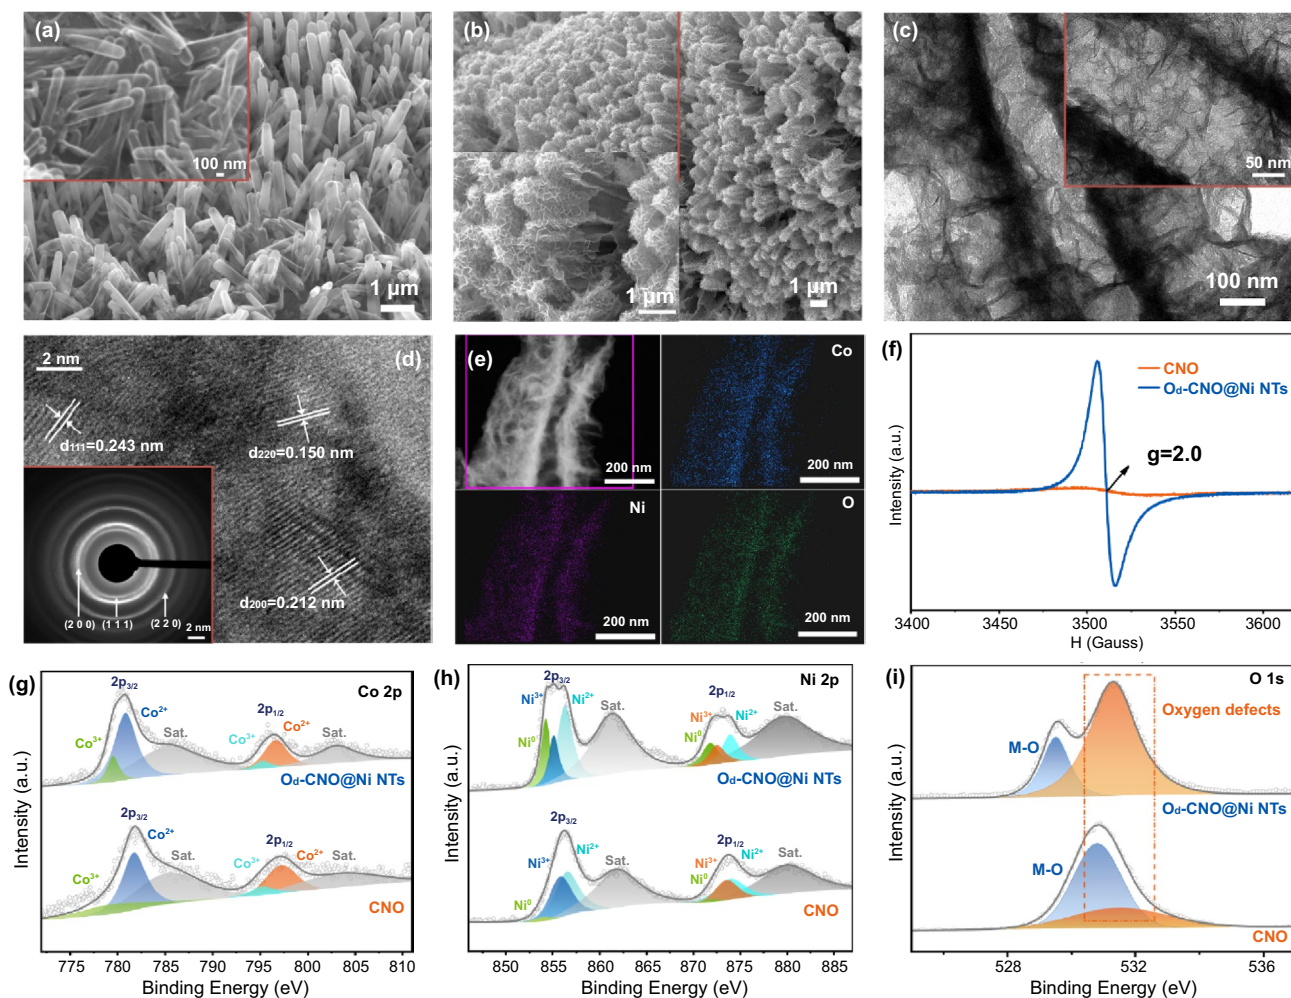 (a)
100 nm
1 μm
(b)
1 μm
1 μm
(c)
50 nm
100 nm
2 nm
(d)
d111=0.243 nm
d220=0.150 nm
d200=0.212 nm
(2 0 0)
(1 1 1)
(2 2 0)
2 nm
(e)
200 nm
Co
200 nm
Ni
200 nm
O
200 nm
(f)
CNO
Od-CNO@Ni NTs
g=2.0
Intensity (a.u.)
3400
3450
3500
3550
3600
H (Gauss)
(g)
Co 2p
2p3/2
Co2+
Co3+
Sat.
2p1/2
Co3+
Co2+
Sat.
Od-CNO@Ni NTs
2p3/2
Co2+
Co3+
Sat.
2p1/2
Co3+
Co2+
Sat.
CNO
Intensity (a.u.)
775
780
785
790
795
800
805
810
Binding Energy (eV)
(h)
Ni 2p
2p3/2
Ni3+
Ni2+
Ni0
Sat.
2p1/2
Ni3+
Ni2+
Ni0
Sat.
Od-CNO@Ni NTs
2p3/2
Ni3+
Ni2+
Ni0
Sat.
2p1/2
Ni3+
Ni2+
Ni0
Sat.
CNO
Intensity (a.u.)
850
855
860
865
870
875
880
885
Binding Energy (eV)
(i)
O 1s
Oxygen defects
M-O
Od-CNO@Ni NTs
M-O
CNO
Intensity (a.u.)
528
532
536
Binding Energy (eV)